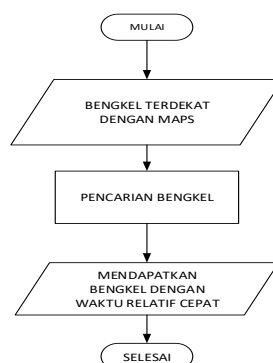 MULAI
BENGKEL TERDEKAT
DENGAN MAPS
PENCARIAN BENGKEL
MENDAPATKAN
BENGKEL DENGAN
WAKTU RELATIF CEPAT
SELESAI